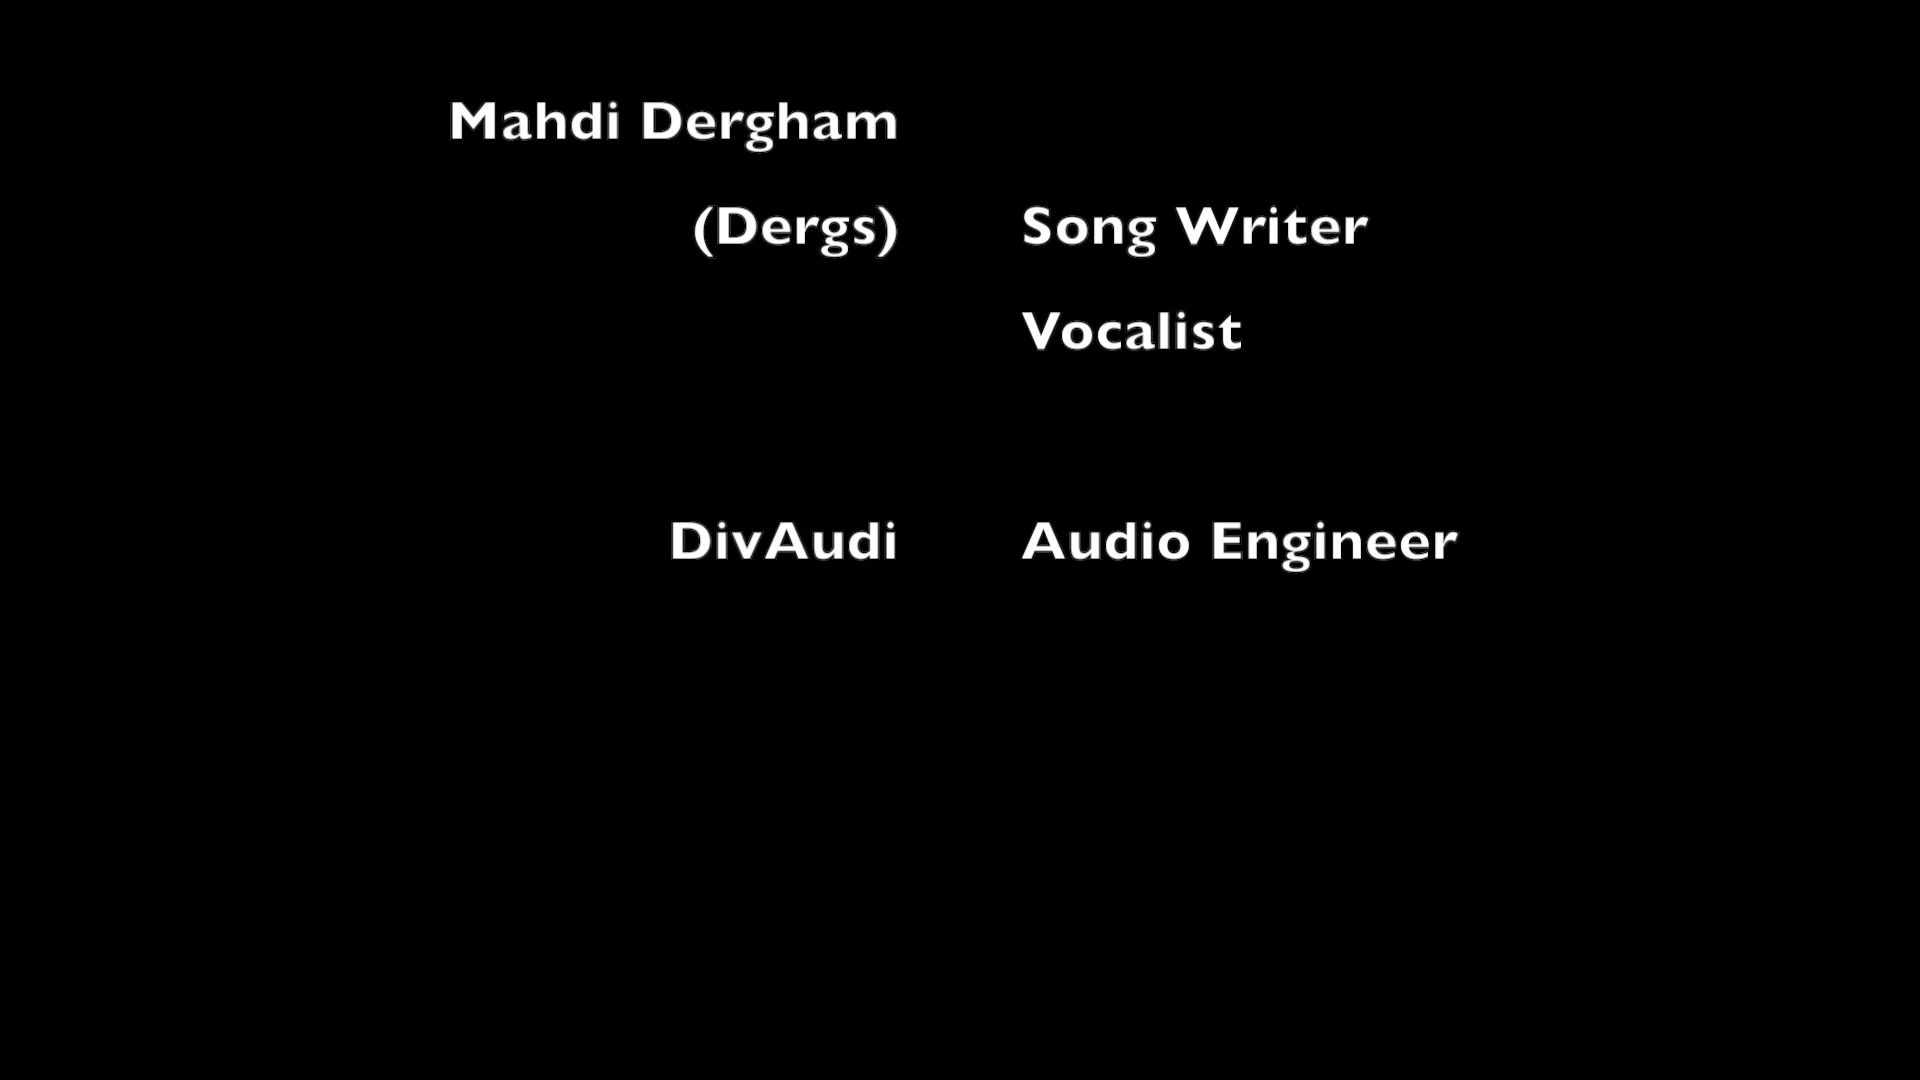 Mahdi Dergham
(Dergs) Song Writer
Vocalist
DivAudi Audio Engineer